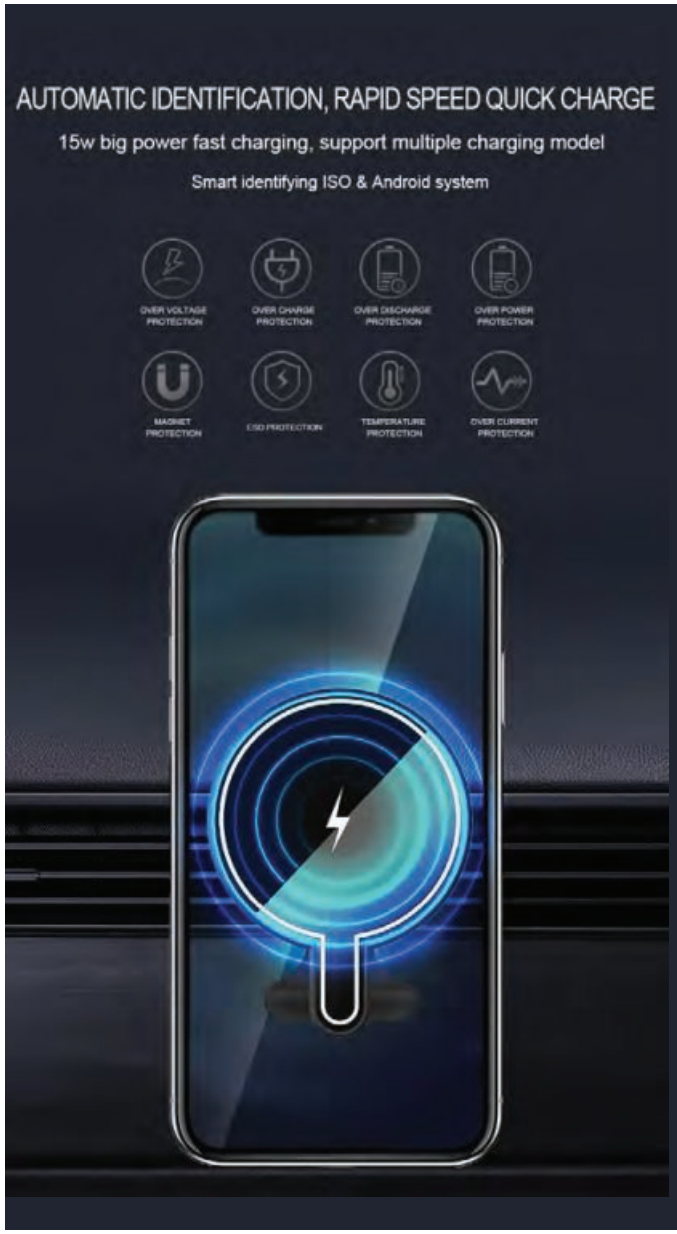 AUTOMATIC IDENTIFICATION, RAPID SPEED QUICK CHARGE
15w big power fast charging, support multiple charging model
Smart identifying ISO & Android system
OVER VOLTAGE
PROTECTION
OVER CHARGE
PROTECTION
OVER DISCHARGE
PROTECTION
OVER POWER
PROTECTION
MAGNET
PROTECTION
ESD PROTECTION
TEMPERATURE
PROTECTION
OVER CURRENT
PROTECTION